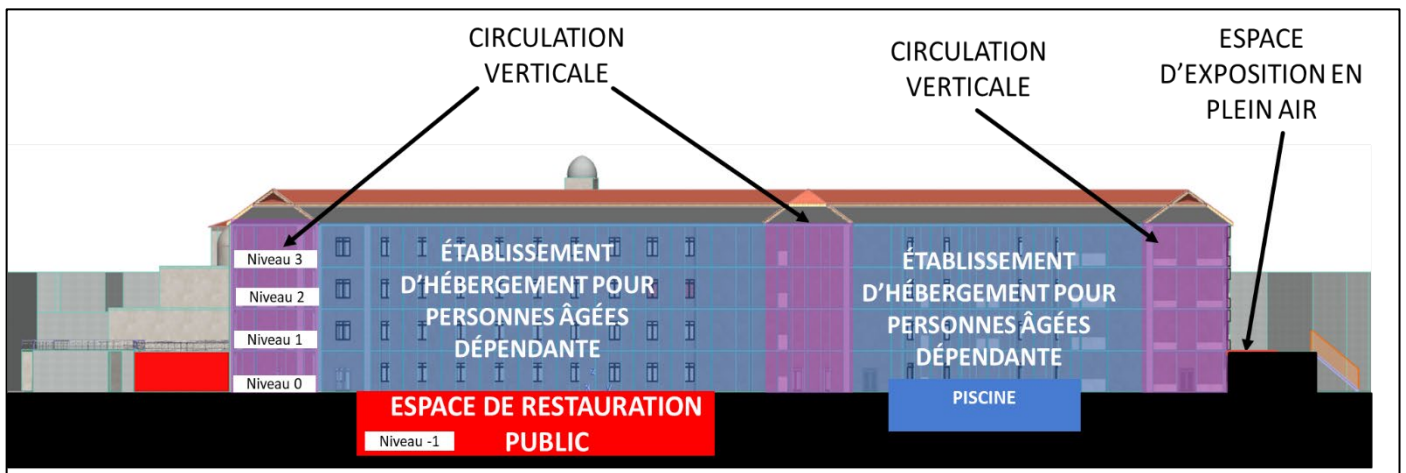 CIRCULATION
VERTICALE
CIRCULATION
VERTICALE
ESPACE
D'EXPOSITION EN
PLEIN AIR
Niveau 3
Niveau 2
Niveau 1
Niveau 0
ÉTABLISSEMENT
D'HÉBERGEMENT POUR
PERSONNES ÂGÉES
DÉPENDANTE
ÉTABLISSEMENT
D'HÉBERGEMENT POUR
PERSONNES ÂGÉES
DÉPENDANTE
PISCINE
ESPACE DE RESTAURATION
PUBLIC
Niveau -1